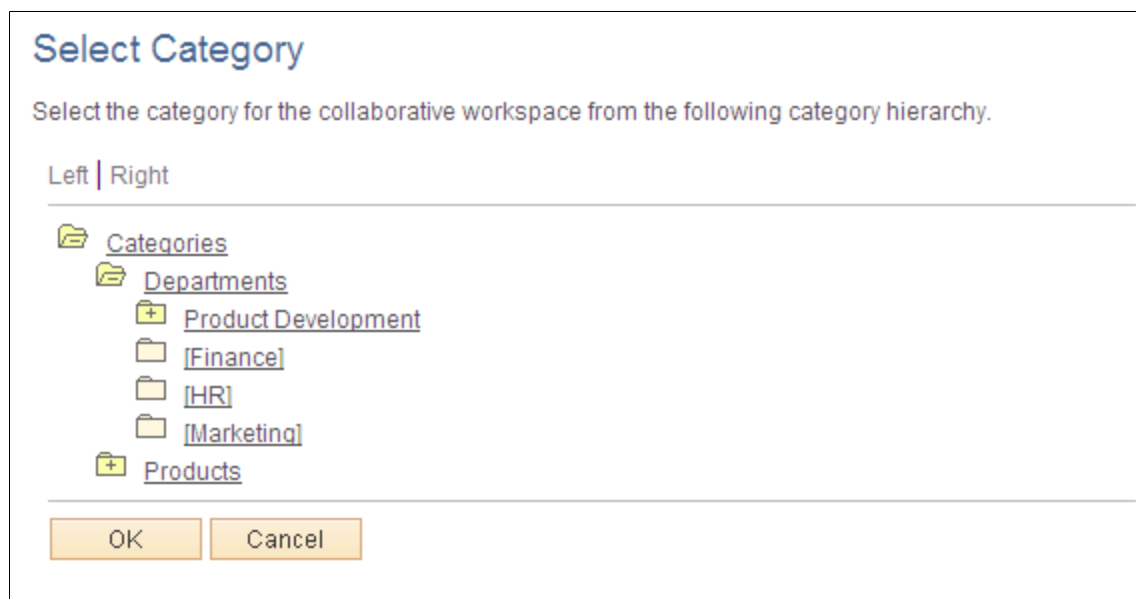 Select Category
Select the category for the collaborative workspace from the following category hierarchy.
Left | Right
Categories
Departments
Product Development
[Finance]
[HR]
[Marketing]
Products
OK Cancel